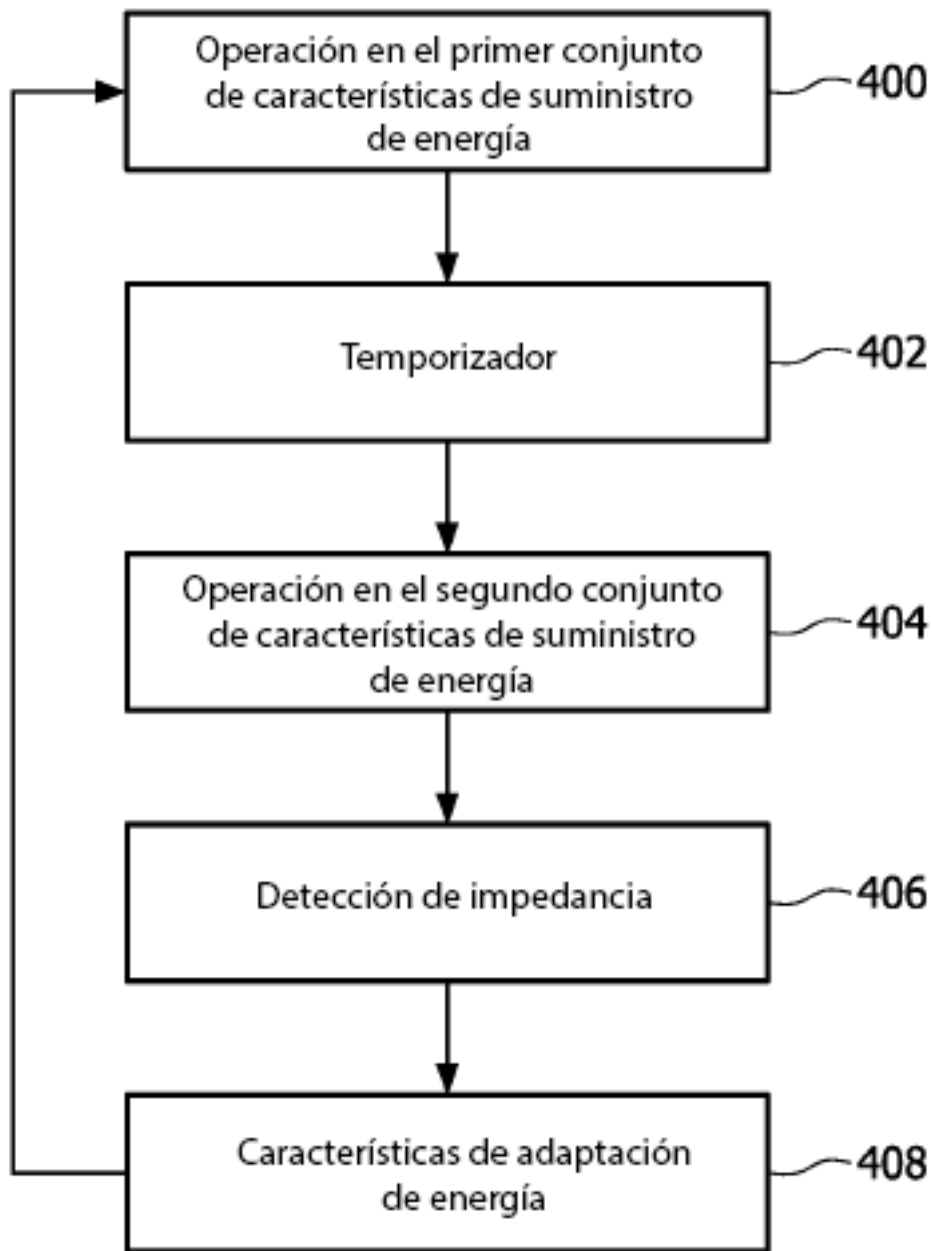 Operación en el primer conjunto
de características de suministro
de energía
400
Temporizador
402
Operación en el segundo conjunto
de características de suministro
de energía
404
Detección de impedancia
406
Características de adaptación
de energía
408